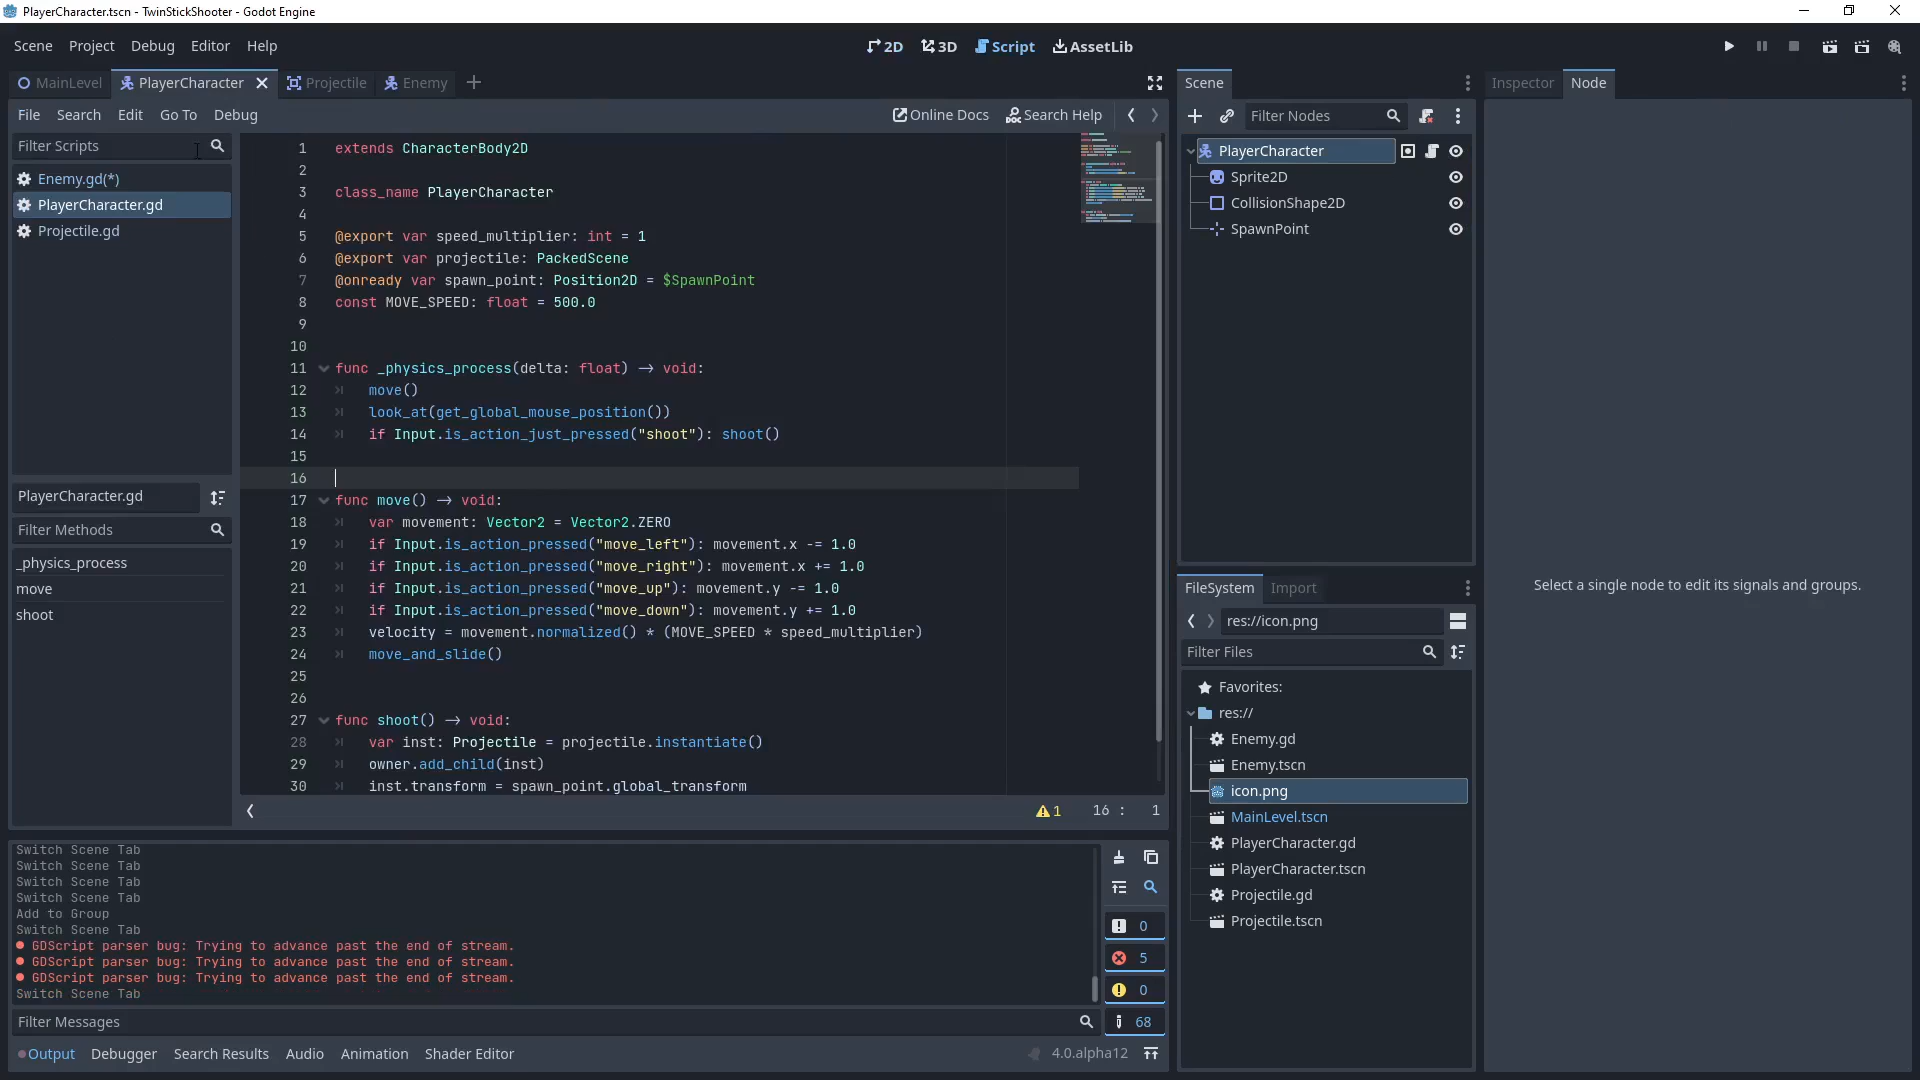 PlayerCharacter.tscn - TwinStickShooter - Godot Engine
Scene Project Debug Editor Help
2D 3D Script AssetLib
MainLevel PlayerCharacter Projectile Enemy
File Search Edit Go To Debug
Online Docs Search Help
Filter Scripts
Enemy.gd(*)
PlayerCharacter.gd
Projectile.gd
PlayerCharacter.gd
Filter Methods
_physics_process
move
shoot
1 extends CharacterBody2D
2
3 class_name PlayerCharacter
4
5 @export var speed_multiplier: int = 1
6 @export var projectile: PackedScene
7 @onready var spawn_point: Position2D = $SpawnPoint
8 const MOVE_SPEED: float = 500.0
9
10
11 func _physics_process(delta: float) -> void:
12 move()
13 look_at(get_global_mouse_position())
14 if Input.is_action_just_pressed("shoot"): shoot()
15
16
17 func move() -> void:
18 var movement: Vector2 = Vector2.ZERO
19 if Input.is_action_pressed("move_left"): movement.x -= 1.0
20 if Input.is_action_pressed("move_right"): movement.x += 1.0
21 if Input.is_action_pressed("move_up"): movement.y -= 1.0
22 if Input.is_action_pressed("move_down"): movement.y += 1.0
23 velocity = movement.normalized() * (MOVE_SPEED * speed_multiplier)
24 move_and_slide()
25
26
27 func shoot() -> void:
28 var inst: Projectile = projectile.instantiate()
29 owner.add_child(inst)
30 inst.transform = spawn_point.global_transform
1 16 : 1
Switch Scene Tab
Switch Scene Tab
Switch Scene Tab
Switch Scene Tab
Add to Group
Switch Scene Tab
GDScript parser bug: Trying to advance past the end of stream.
GDScript parser bug: Trying to advance past the end of stream.
GDScript parser bug: Trying to advance past the end of stream.
Switch Scene Tab
0
5
0
68
Filter Messages
Output Debugger Search Results Audio Animation Shader Editor
4.0.alpha12
Scene
Filter Nodes
PlayerCharacter
Sprite2D
CollisionShape2D
SpawnPoint
FileSystem Import
res://icon.png
Filter Files
Favorites:
res://
Enemy.gd
Enemy.tscn
icon.png
MainLevel.tscn
PlayerCharacter.gd
PlayerCharacter.tscn
Projectile.gd
Projectile.tscn
Inspector Node
Select a single node to edit its signals and groups.